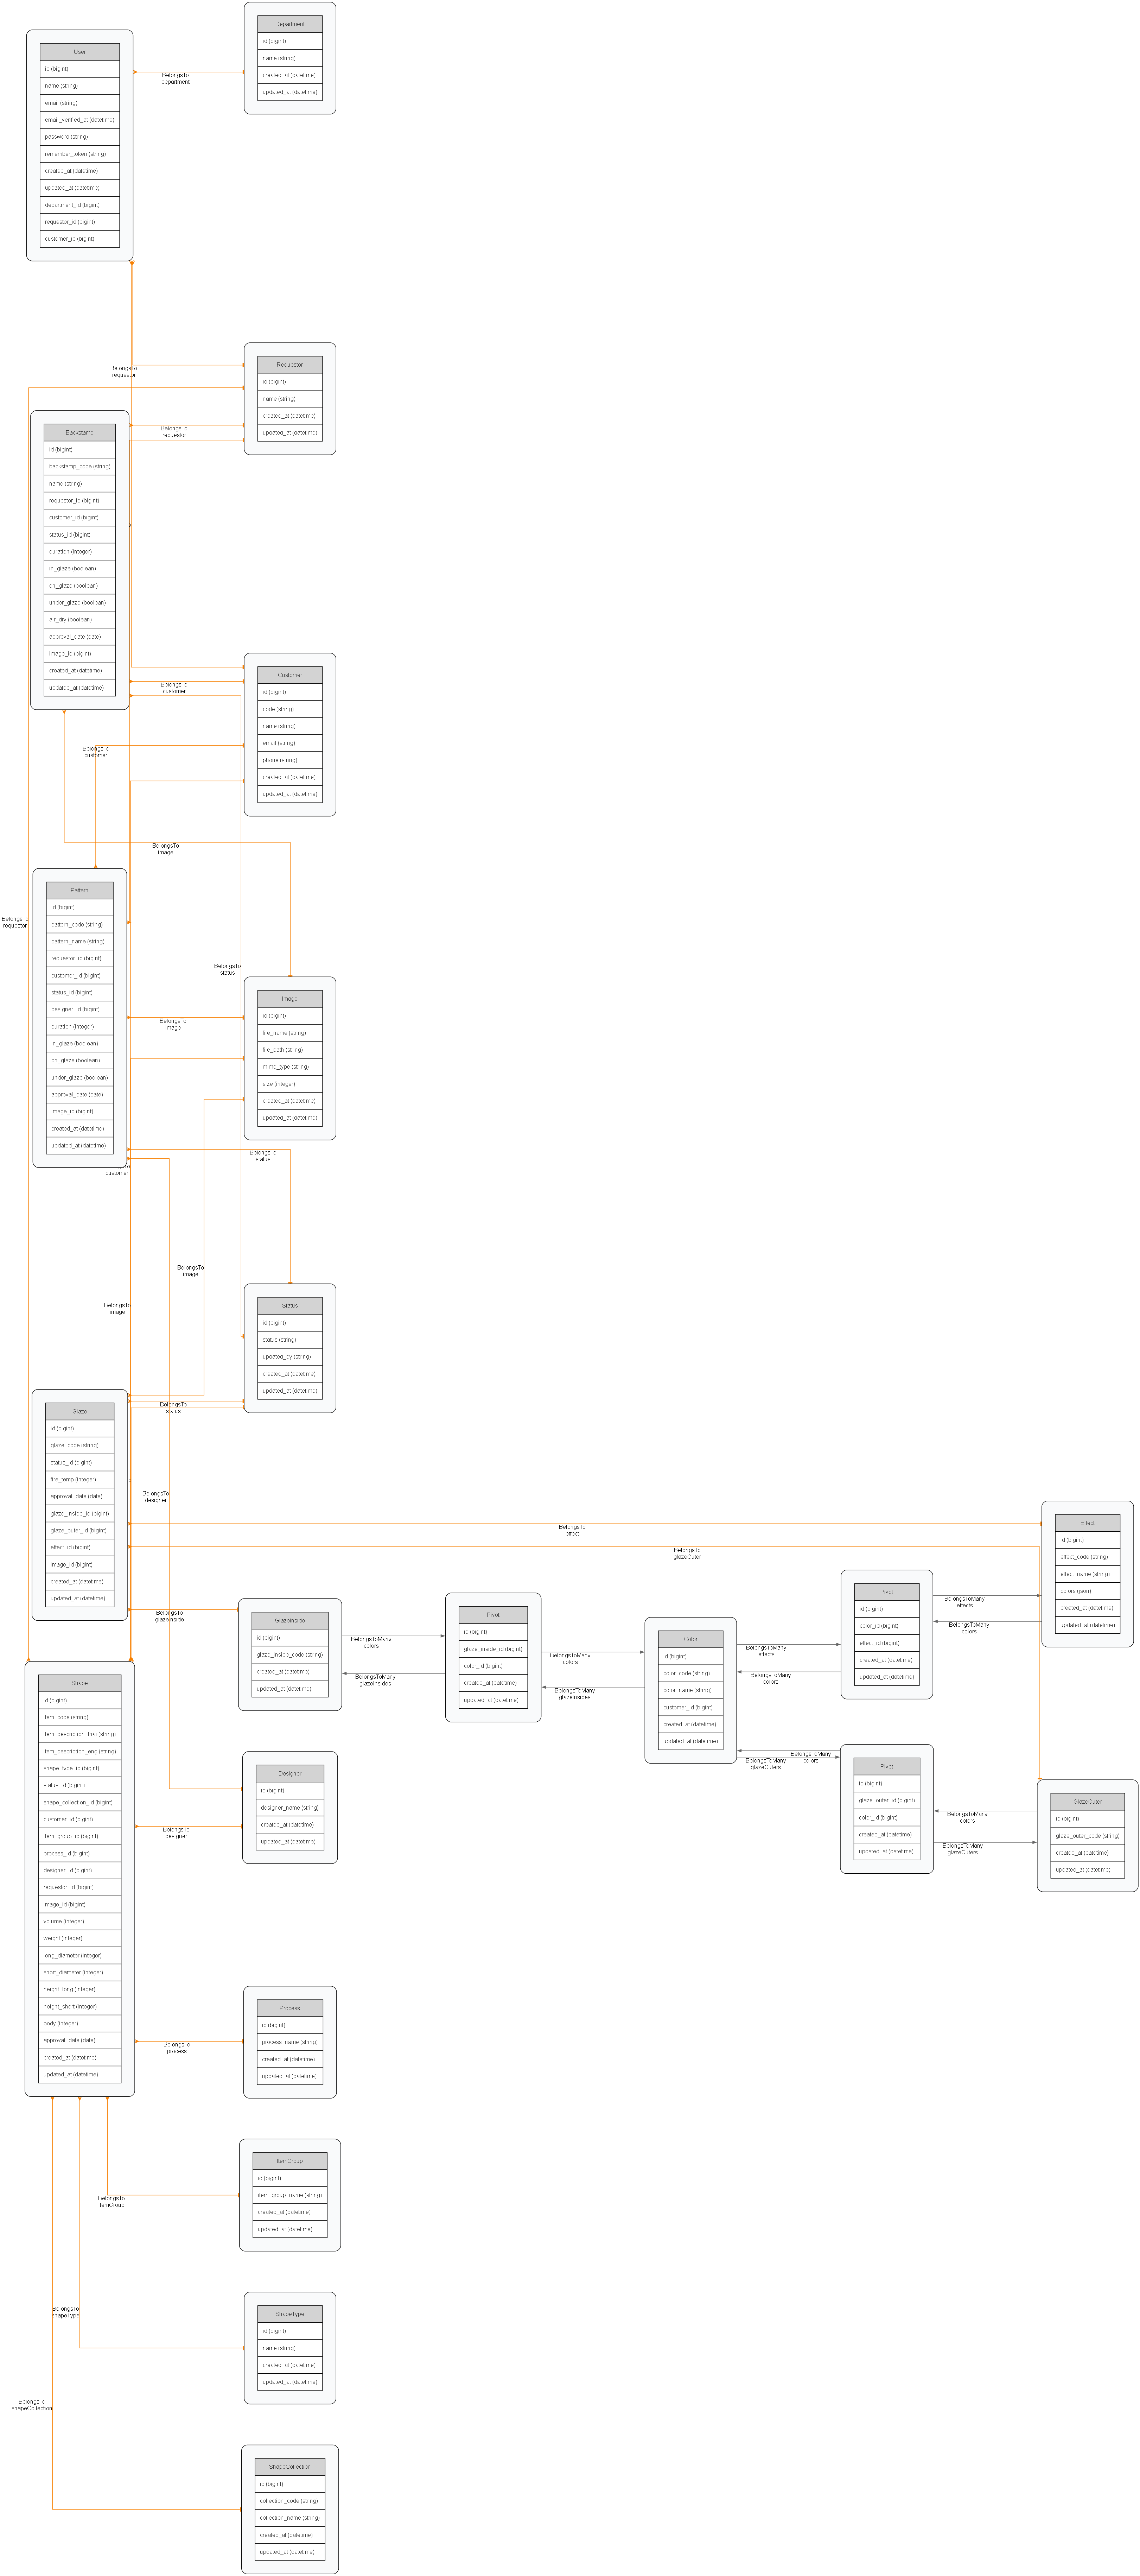 Department
id (bigint)
name (string)
created_at (datetime)
updated_at (datetime)
User
id (bigint)
name (string)
email (string)
email_verified_at (datetime)
password (string)
remember_token (string)
created_at (datetime)
updated_at (datetime)
department_id (bigint)
requestor_id (bigint)
customer_id (bigint)
BelongsTo
department
Requestor
id (bigint)
name (string)
created_at (datetime)
updated_at (datetime)
BelongsTo
requestor
Backstamp
id (bigint)
backstamp_code (string)
name (string)
requestor_id (bigint)
customer_id (bigint)
status_id (bigint)
duration (integer)
in_glaze (boolean)
on_glaze (boolean)
under_glaze (boolean)
air_dry (boolean)
approval_date (date)
image_id (bigint)
created_at (datetime)
updated_at (datetime)
BelongsTo
requestor
Customer
id (bigint)
code (string)
name (string)
email (string)
phone (string)
created_at (datetime)
updated_at (datetime)
BelongsTo
customer
BelongsTo
customer
BelongsTo
image
Pattern
id (bigint)
pattern_code (string)
pattern_name (string)
requestor_id (bigint)
customer_id (bigint)
status_id (bigint)
designer_id (bigint)
duration (integer)
in_glaze (boolean)
on_glaze (boolean)
under_glaze (boolean)
approval_date (date)
image_id (bigint)
created_at (datetime)
updated_at (datetime)
BelongsTo
requestor
BelongsTo
status
Image
id (bigint)
file_name (string)
file_path (string)
mime_type (string)
size (integer)
created_at (datetime)
updated_at (datetime)
BelongsTo
image
BelongsTo
status
BelongsTo
customer
BelongsTo
image
BelongsTo
image
Status
id (bigint)
status (string)
updated_by (string)
created_at (datetime)
updated_at (datetime)
BelongsTo
status
Glaze
id (bigint)
glaze_code (string)
status_id (bigint)
fire_temp (integer)
approval_date (date)
glaze_inside_id (bigint)
glaze_outer_id (bigint)
effect_id (bigint)
image_id (bigint)
created_at (datetime)
updated_at (datetime)
BelongsTo
designer
BelongsTo
effect
BelongsTo
glazeOuter
BelongsTo
glazeInside
Effect
id (bigint)
effect_code (string)
effect_name (string)
colors (json)
created_at (datetime)
updated_at (datetime)
GlazeInside
id (bigint)
glaze_inside_code (string)
created_at (datetime)
updated_at (datetime)
BelongsToMany
colors
BelongsToMany
glazeInsides
Pivot
id (bigint)
glaze_inside_id (bigint)
color_id (bigint)
created_at (datetime)
updated_at (datetime)
BelongsToMany
colors
BelongsToMany
glazeInsides
Color
id (bigint)
color_code (string)
color_name (string)
customer_id (bigint)
created_at (datetime)
updated_at (datetime)
BelongsToMany
effects
BelongsToMany
colors
Pivot
id (bigint)
color_id (bigint)
effect_id (bigint)
created_at (datetime)
updated_at (datetime)
BelongsToMany
effects
BelongsToMany
colors
BelongsToMany
colors
BelongsToMany
glazeOuters
Pivot
id (bigint)
glaze_outer_id (bigint)
color_id (bigint)
created_at (datetime)
updated_at (datetime)
BelongsToMany
colors
BelongsToMany
glazeOuters
GlazeOuter
id (bigint)
glaze_outer_code (string)
created_at (datetime)
updated_at (datetime)
Shape
id (bigint)
item_code (string)
item_description_thai (string)
item_description_eng (string)
shape_type_id (bigint)
status_id (bigint)
shape_collection_id (bigint)
customer_id (bigint)
item_group_id (bigint)
process_id (bigint)
designer_id (bigint)
requestor_id (bigint)
image_id (bigint)
volume (integer)
weight (integer)
long_diameter (integer)
short_diameter (integer)
height_long (integer)
height_short (integer)
body (integer)
approval_date (date)
created_at (datetime)
updated_at (datetime)
Designer
id (bigint)
designer_name (string)
created_at (datetime)
updated_at (datetime)
BelongsTo
designer
Process
id (bigint)
process_name (string)
created_at (datetime)
updated_at (datetime)
BelongsTo
process
ItemGroup
id (bigint)
item_group_name (string)
created_at (datetime)
updated_at (datetime)
BelongsTo
itemGroup
ShapeType
id (bigint)
name (string)
created_at (datetime)
updated_at (datetime)
BelongsTo
shapeType
BelongsTo
shapeCollection
ShapeCollection
id (bigint)
collection_code (string)
collection_name (string)
created_at (datetime)
updated_at (datetime)